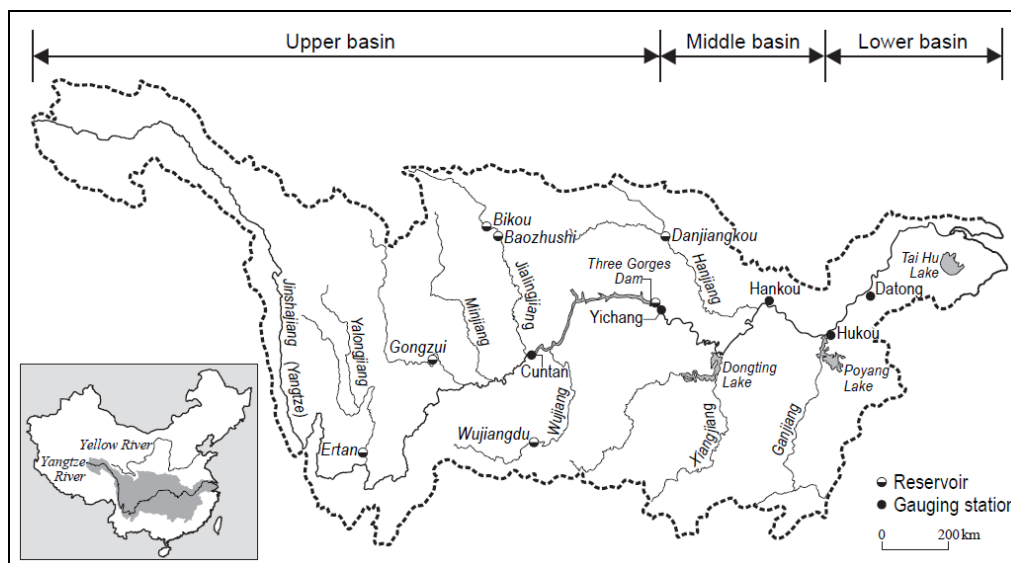 Upper basin
Middle basin
Lower basin
Bikou
Baozhushi
Danjiangkou
Three Gorges
Dam
Hanjiang
Tai Hu
Lake
Jinshajiang (Yangtze)
Yalongjiang
Minjiang
Jialingjiang
Yichang
Hankou
Datong
Gongzui
Cuntan
Hukou
Dongting
Lake
Poyang
Lake
Wujiang
Wujiangdu
Ertan
Xiangjiang
Ganjiang
Yellow River
Yangtze
River
Reservoir
Gauging station
0 200 km